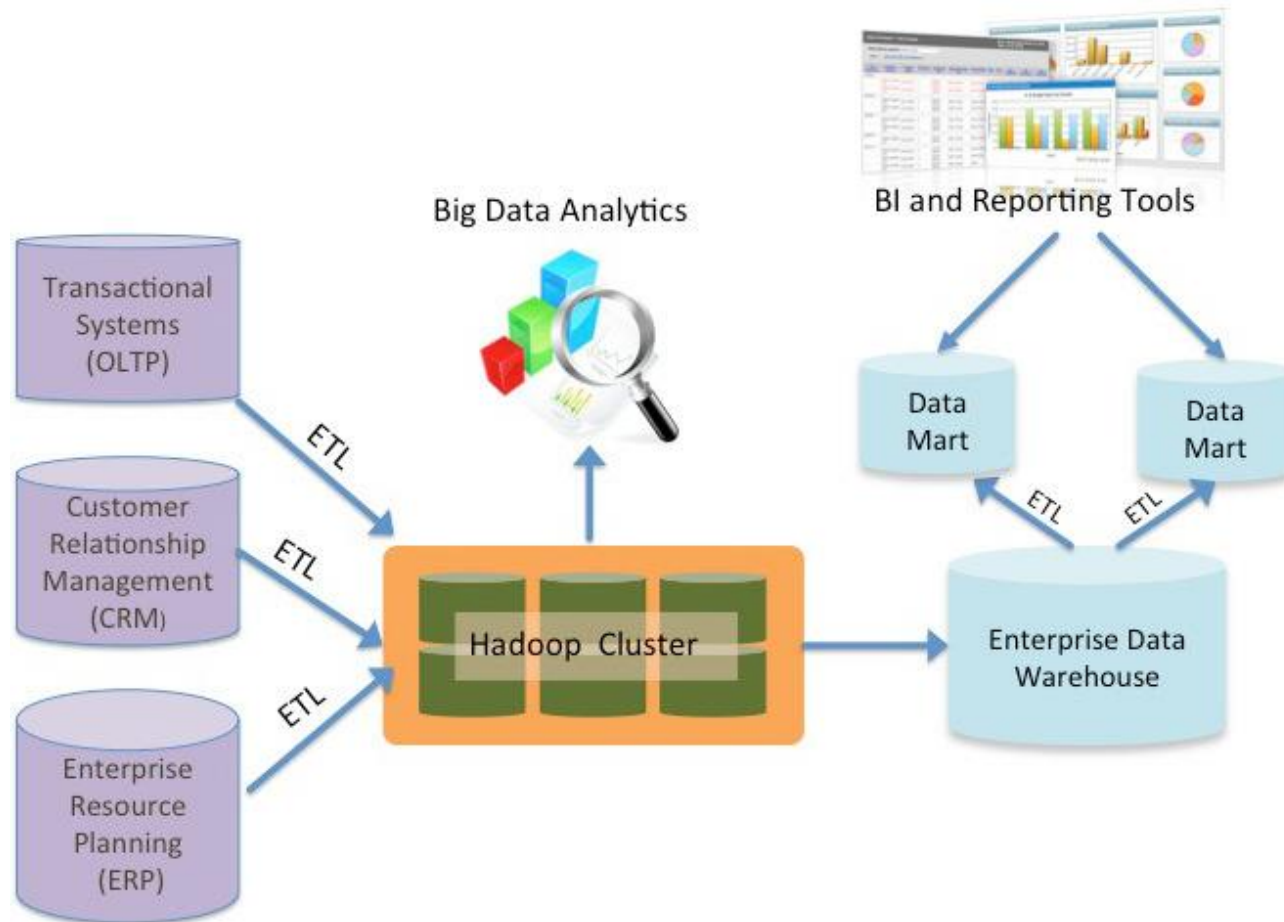 BI and Reporting Tools
Big Data Analytics
Transactional
Systems
(OLTP)
ETL
Customer
Relationship
Management
(CRM)
ETL
Enterprise
Resource
Planning
(ERP)
ETL
Hadoop Cluster
Data
Mart
Data
Mart
ETL
ETL
Enterprise Data
Warehouse